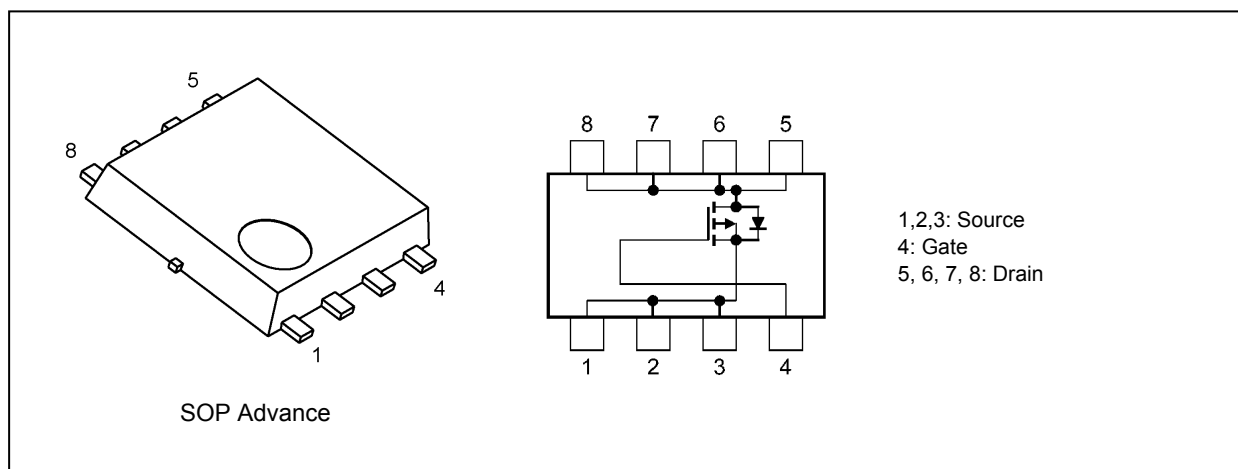 5
8
4
1
SOP Advance
8 7 6 5
1 2 3 4
1,2,3: Source
4: Gate
5, 6, 7, 8: Drain